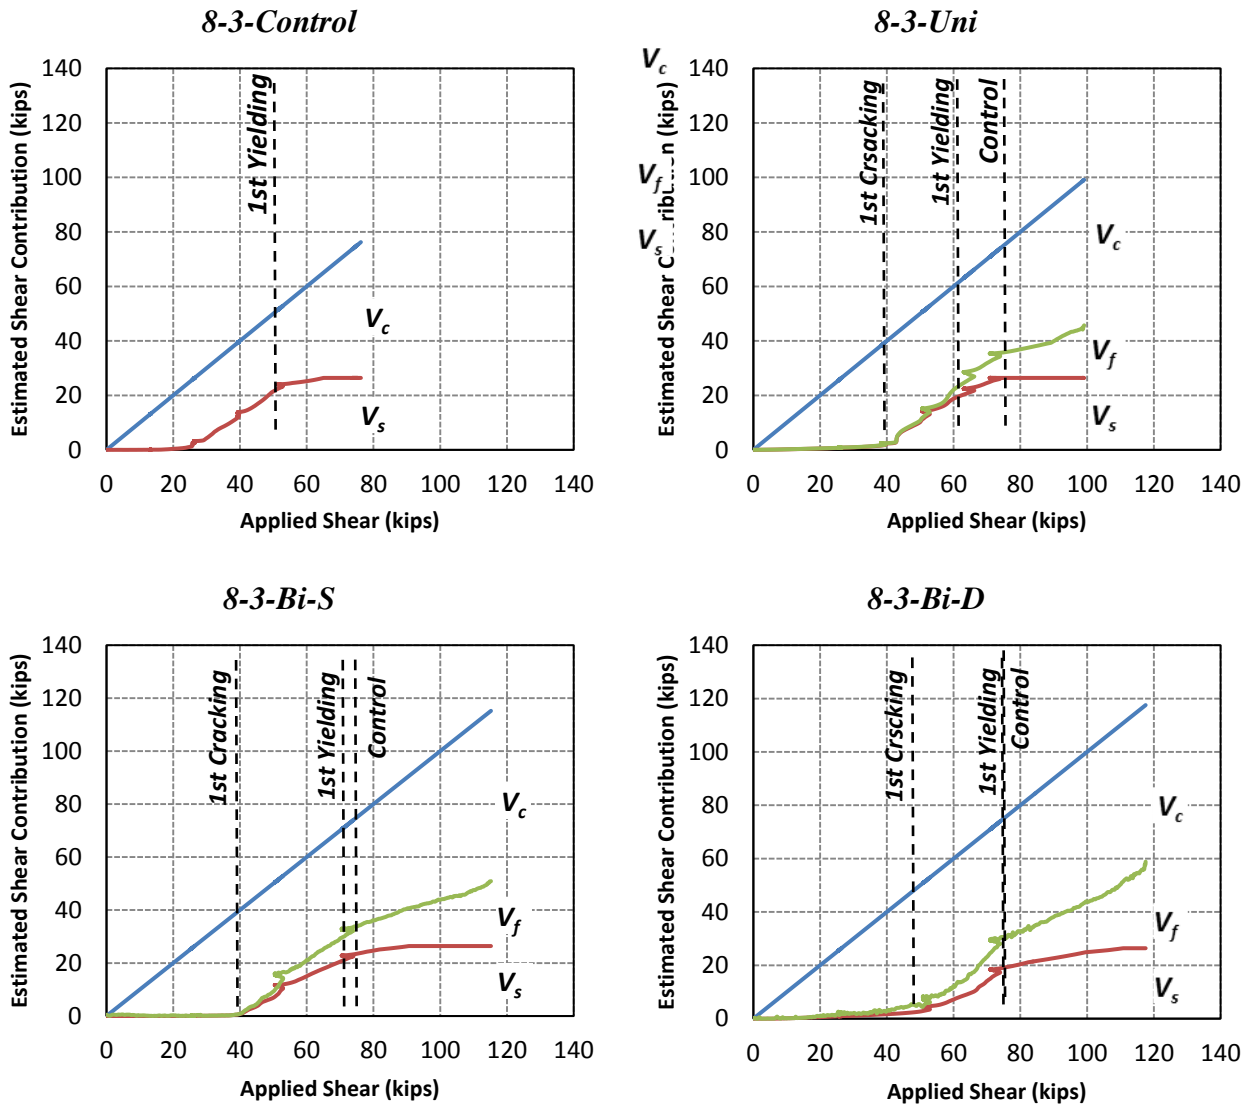 8-3-Control
Estimated Shear Contribution (kips)
140
120
100
80
60
40
20
0
1st Yielding
Vc
Vs
0 20 40 60 80 100 120 140
Applied Shear (kips)
8-3-Uni
Vc
Vf
Vs
Estimated Shear C
ribution (kips)
140
120
100
80
60
40
20
0
1st Crsacking
1st Yielding
Control
Vc
Vf
Vs
0 20 40 60 80 100 120 140
Applied Shear (kips)
8-3-Bi-S
Estimated Shear Contribution (kips)
140
120
100
80
60
40
20
0
1st Cracking
1st Yielding
Control
Vc
Vf
Vs
0 20 40 60 80 100 120 140
Applied Shear (kips)
8-3-Bi-D
Estimated Shear Contribution (kips)
140
120
100
80
60
40
20
0
1st Crscking
1st Yielding
Control
Vc
Vf
Vs
0 20 40 60 80 100 120 140
Applied Shear (kips)